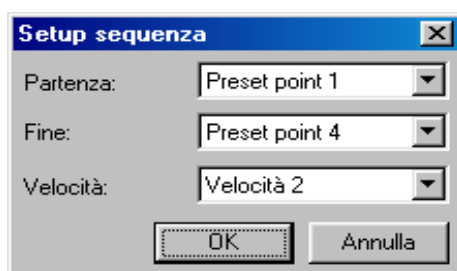 Setup sequenza
Partenza: Preset point 1
Fine: Preset point 4
Velocità: Velocità 2
OK Annulla